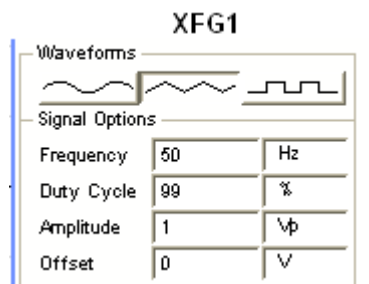 XFG1
Waveforms
Signal Options
Frequency 50 Hz
Duty Cycle 99 %
Amplitude 1 Vp
Offset 0 V